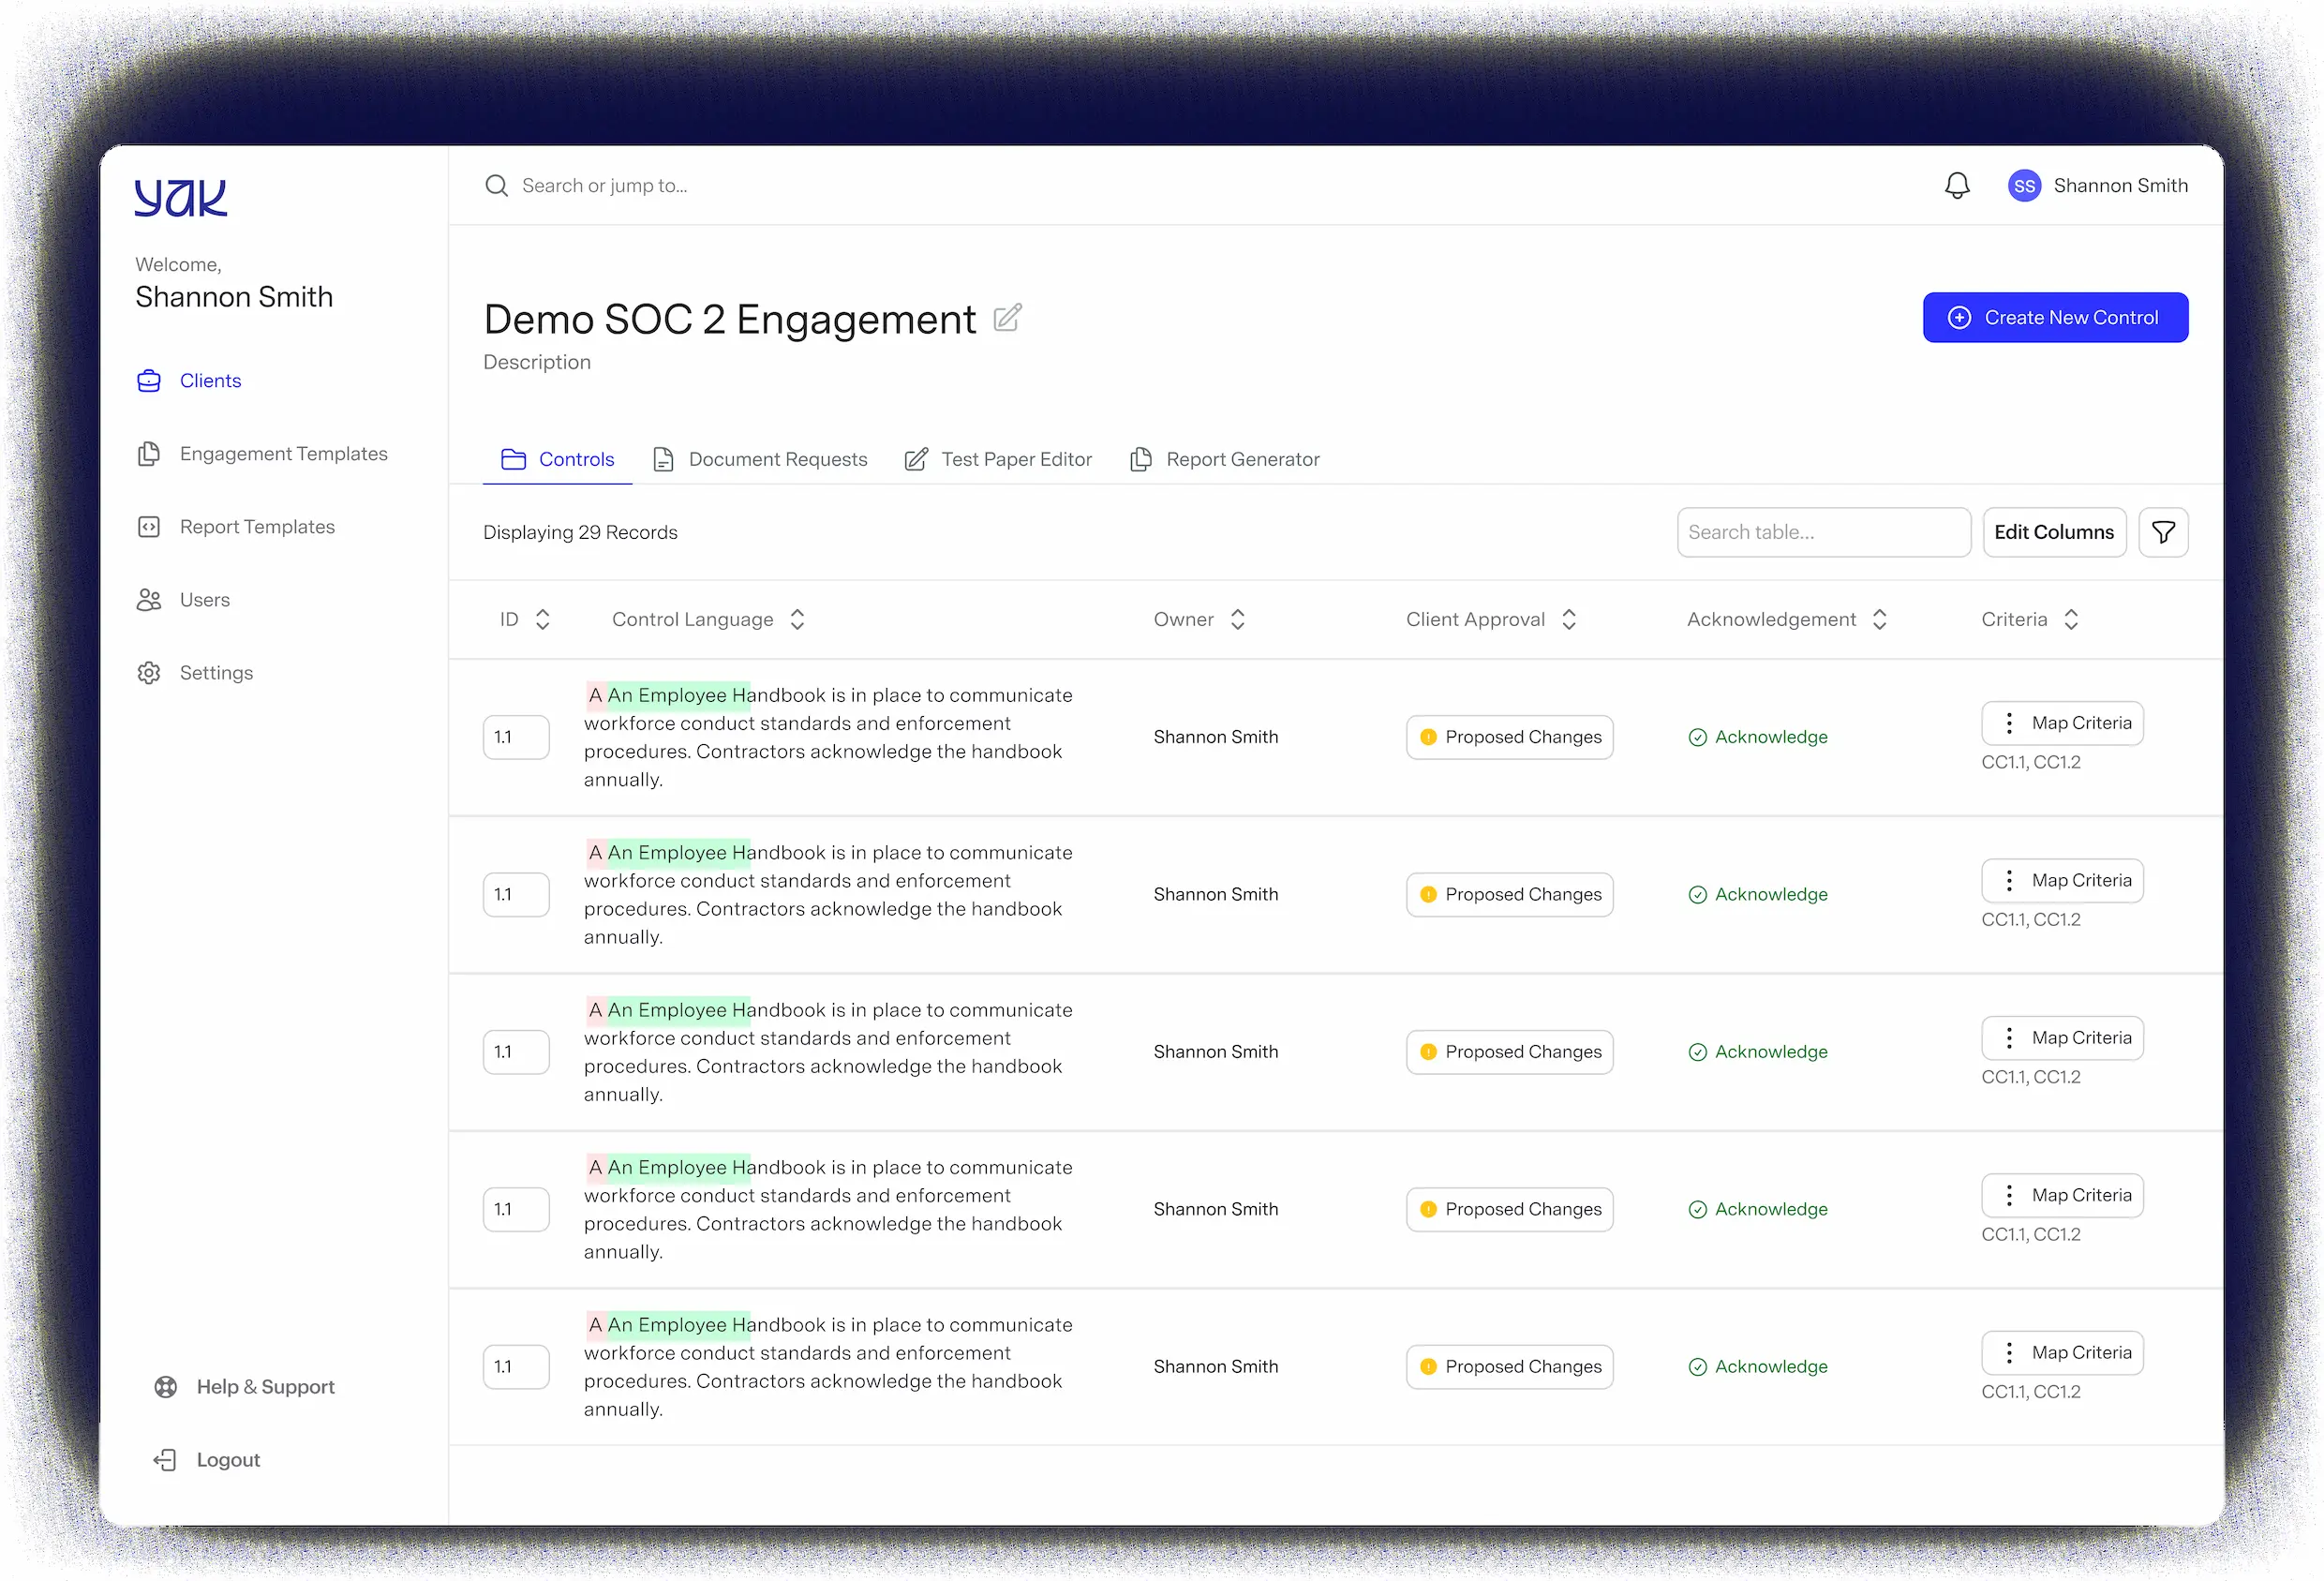 yak
Welcome,
Shannon Smith
Clients
Engagement Templates
Report Templates
Users
Settings
Help & Support
Logout
Search or jump to...
SS Shannon Smith
Demo SOC 2 Engagement
Description
Create New Control
Controls Document Requests Test Paper Editor Report Generator
Displaying 29 Records
Search table... Edit Columns
ID Control Language Owner Client Approval Acknowledgement Criteria
1.1
A An Employee Handbook is in place to communicate
workforce conduct standards and enforcement
procedures. Contractors acknowledge the handbook
annually.
Shannon Smith
Proposed Changes
Acknowledge
Map Criteria
CC1.1, CC1.2
1.1
A An Employee Handbook is in place to communicate
workforce conduct standards and enforcement
procedures. Contractors acknowledge the handbook
annually.
Shannon Smith
Proposed Changes
Acknowledge
Map Criteria
CC1.1, CC1.2
1.1
A An Employee Handbook is in place to communicate
workforce conduct standards and enforcement
procedures. Contractors acknowledge the handbook
annually.
Shannon Smith
Proposed Changes
Acknowledge
Map Criteria
CC1.1, CC1.2
1.1
A An Employee Handbook is in place to communicate
workforce conduct standards and enforcement
procedures. Contractors acknowledge the handbook
annually.
Shannon Smith
Proposed Changes
Acknowledge
Map Criteria
CC1.1, CC1.2
1.1
A An Employee Handbook is in place to communicate
workforce conduct standards and enforcement
procedures. Contractors acknowledge the handbook
annually.
Shannon Smith
Proposed Changes
Acknowledge
Map Criteria
CC1.1, CC1.2